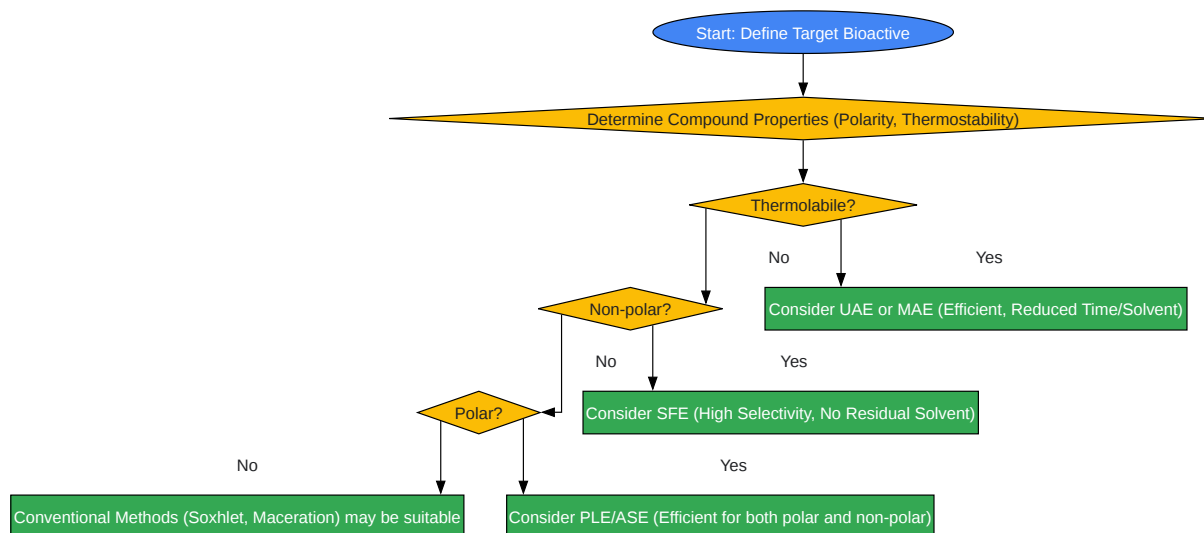 Start: Define Target Bioactive
Determine Compound Properties (Polarity, Thermostability)
Thermolabile?
No
Yes
Consider UAE or MAE (Efficient, Reduced Time/Solvent)
Non-polar?
No
Yes
Consider SFE (High Selectivity, No Residual Solvent)
Polar?
No
Yes
Conventional Methods (Soxhlet, Maceration) may be suitable
Consider PLE/ASE (Efficient for both polar and non-polar)